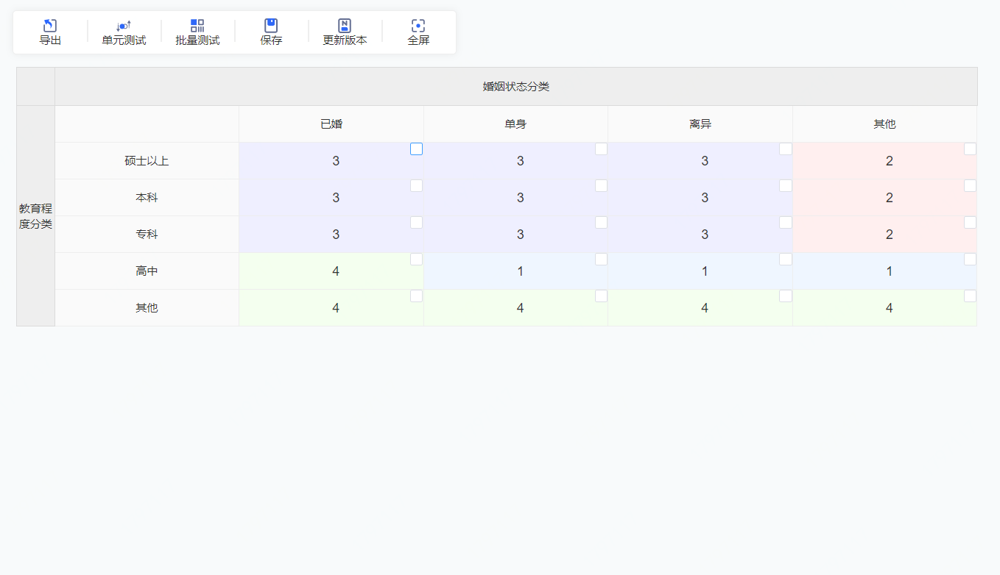 导出 单元测试 批量测试 保存 更新版本 全屏
婚姻状态分类
已婚 单身 离异 其他
硕士以上 3 3 3 2
本科 3 3 3 2
教育程
度分类
专科 3 3 3 2
高中 4 1 1 1
其他 4 4 4 4